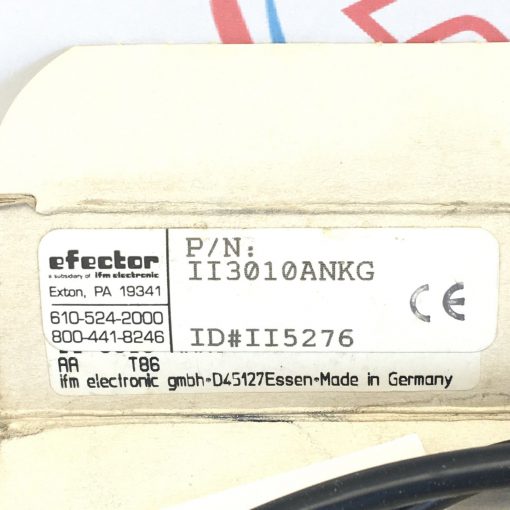 efector
a subsidiary of ifm electronic
Exton, PA 19341
610-524-2000
800-441-8246
P/N:
II3010ANKG
ID#II5276
CE
AA T86
ifm electronic gmbh•D45127Essen•Made in Germany